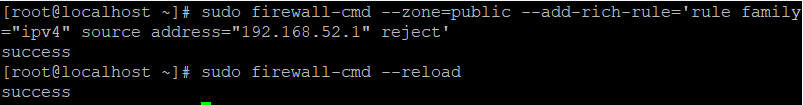 [root@localhost ~]# sudo firewall-cmd --zone=public --add-rich-rule='rule family
="ipv4" source address="192.168.52.1" reject'
success
[root@localhost ~]# sudo firewall-cmd --reload
success